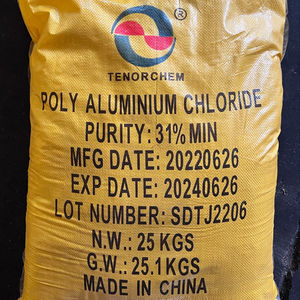 ®
TENORCHEM
POLY ALUMINIUM CHLORIDE
PURITY: 31% MIN
MFG DATE: 20220626
EXP DATE: 20240626
LOT NUMBER: SDTJ2206
N.W.: 25 KGS
G.W.: 25.1 KGS
MADE IN CHINA